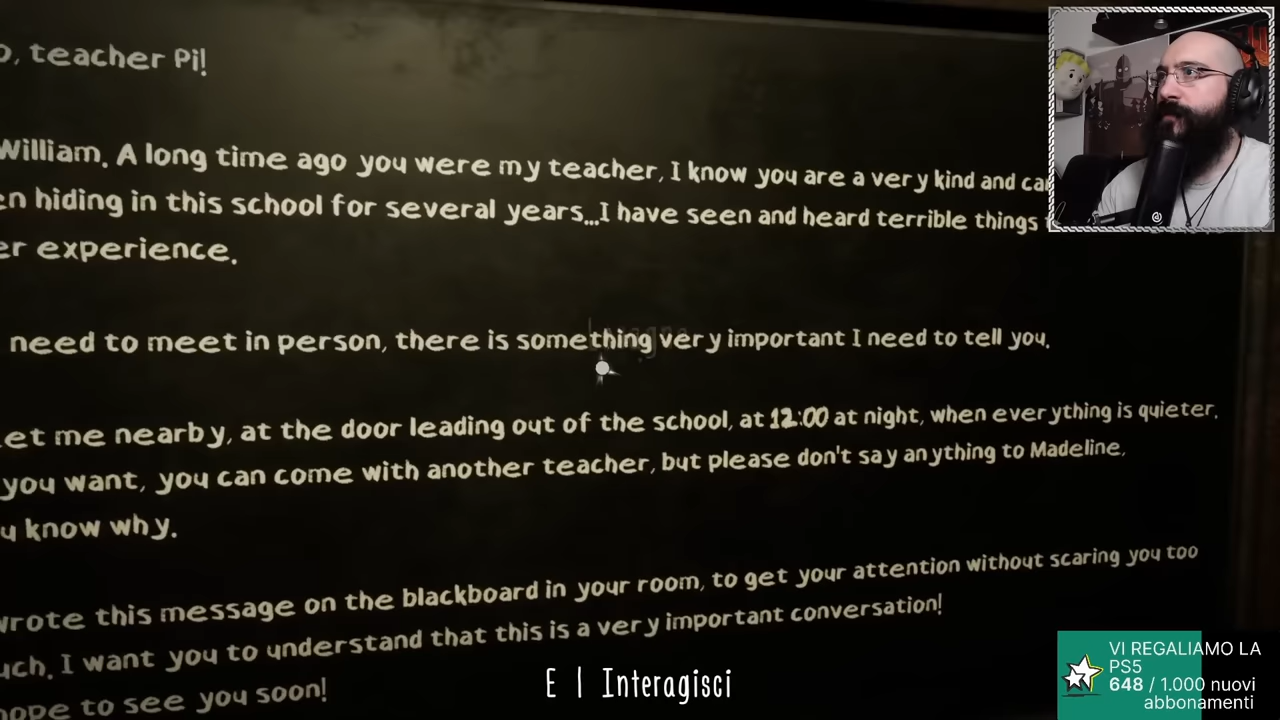 o, teacher Pi!
William. A long time ago you were my teacher, I know you are a very kind and ca
en hiding in this school for several years...I have seen and heard terrible things
er experience.
need to meet in person, there is something very important I need to tell you.
et me nearby, at the door leading out of the school, at 12:00 at night, when everything is quieter.
you want, you can come with another teacher, but please don't say anything to Madeline,
u know why.
wrote this message on the blackboard in your room, to get your attention without scaring you too
uch. I want you to understand that this is a very important conversation!
hope to see you soon!
E | Interagisci
VI REGALIAMO LA
PS5
648 / 1.000 nuovi
abbonamenti